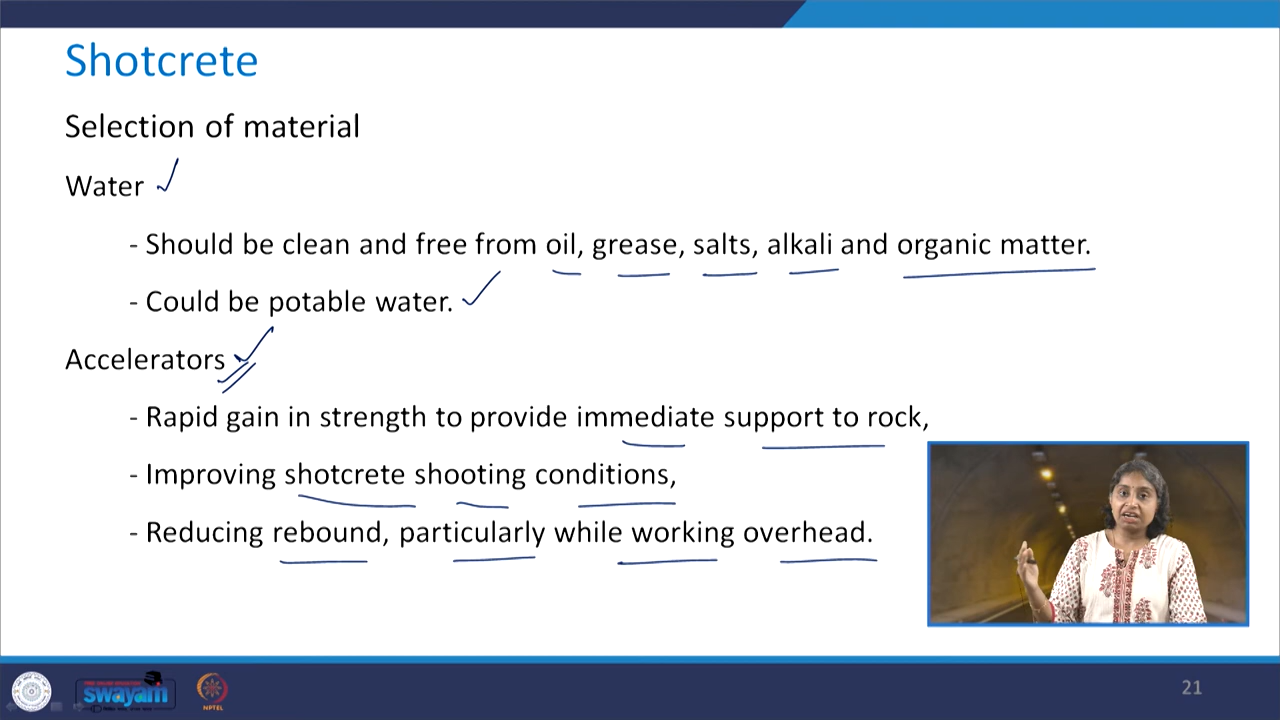 Shotcrete
Selection of material
Water
- Should be clean and free from oil, grease, salts, alkali and organic matter.
- Could be potable water.
Accelerators
- Rapid gain in strength to provide immediate support to rock,
- Improving shotcrete shooting conditions,
- Reducing rebound, particularly while working overhead.
swayam
NPTEL
21